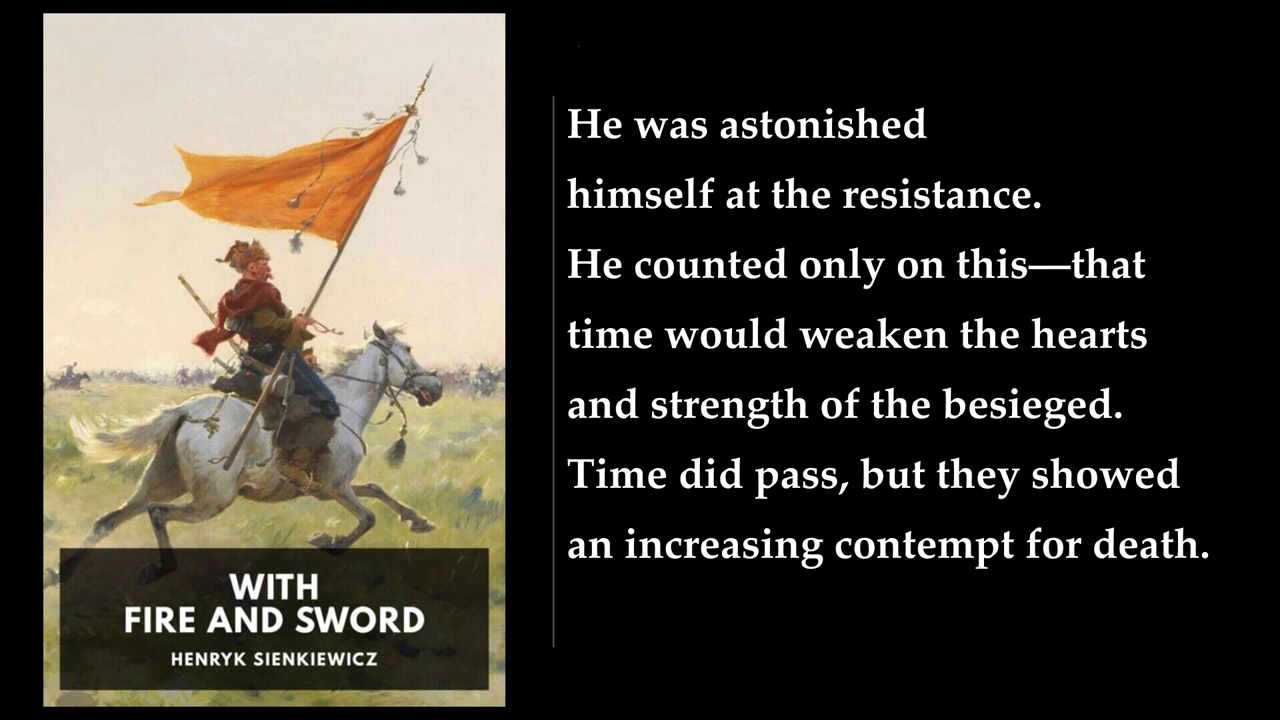 WITH
FIRE AND SWORD
HENRYK SIENKIEWICZ
He was astonished
himself at the resistance.
He counted only on this—that
time would weaken the hearts
and strength of the besieged.
Time did pass, but they showed
an increasing contempt for death.